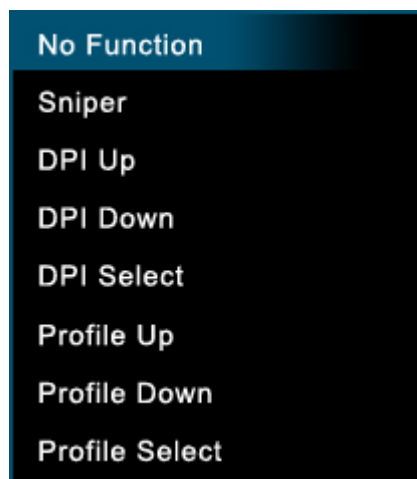 No Function
Sniper
DPI Up
DPI Down
DPI Select
Profile Up
Profile Down
Profile Select